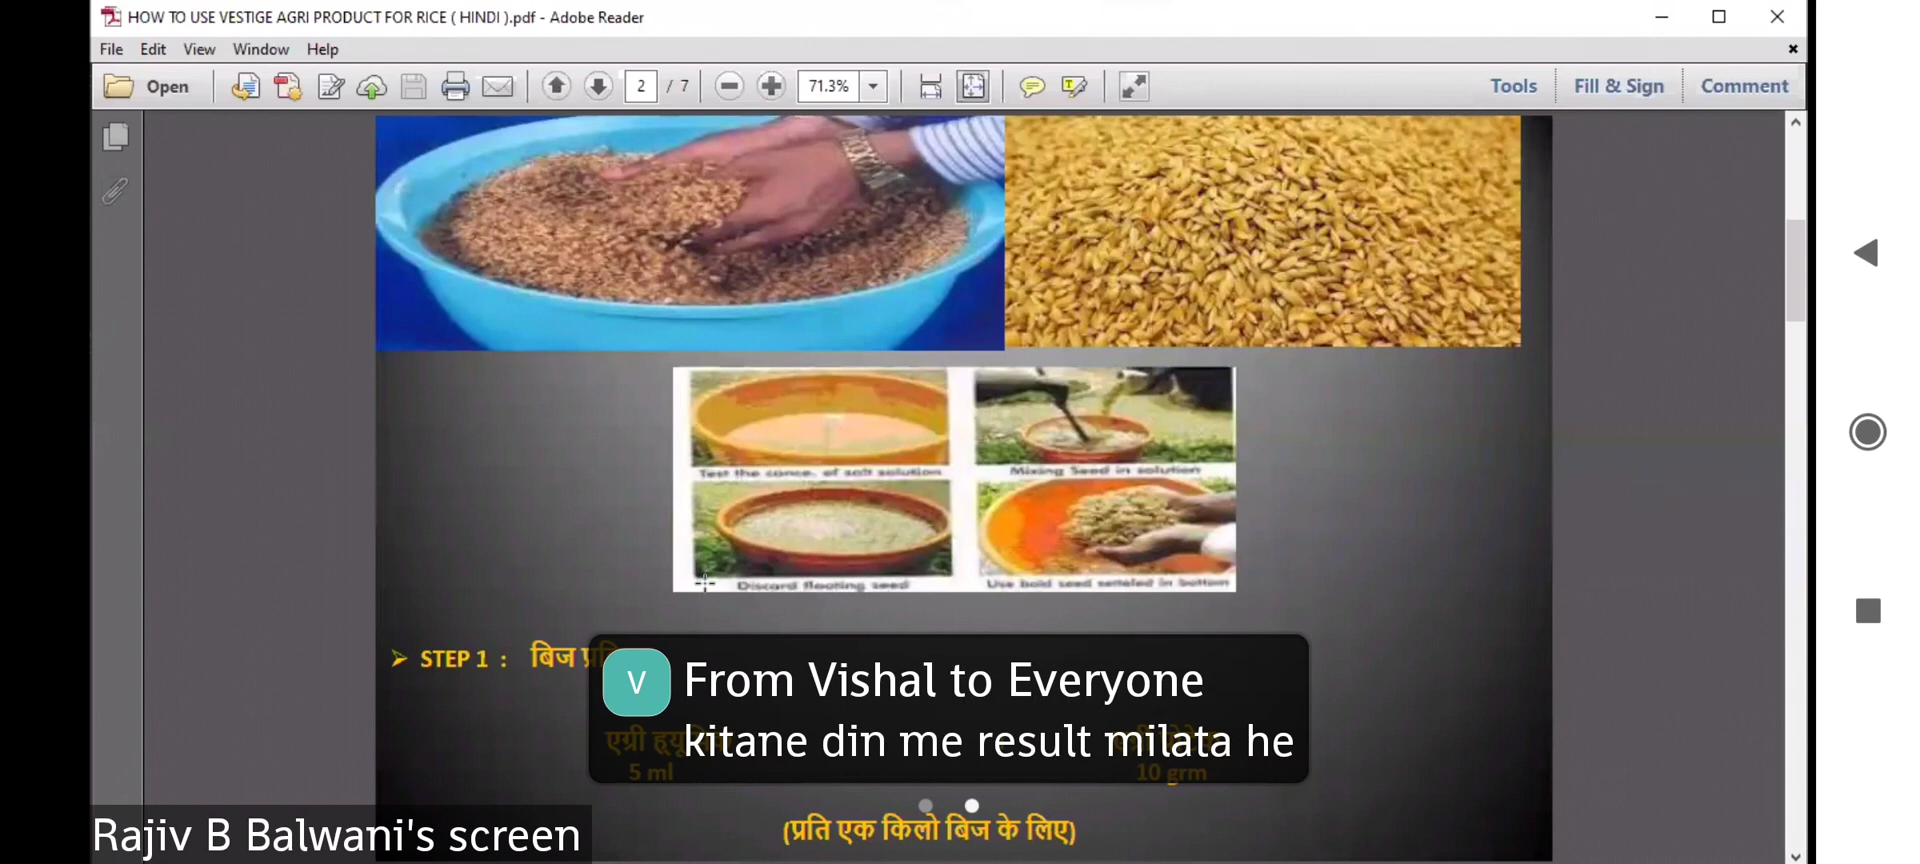 HOW TO USE VESTIGE AGRI PRODUCT FOR RICE ( HINDI ).pdf - Adobe Reader
File Edit View Window Help
Open 2 / 7 71.3% Tools Fill & Sign Comment
Test the conce. of salt solution
Mixing Seed in solution
Discard floating seed
Use bold seed setteled in bottom
➢ STEP 1 : बिज
V From Vishal to Everyone
kitane din me result milata he
एग्री
5 ml
10 grm
(प्रति एक किलो बिज के लिए)
Rajiv B Balwani's screen